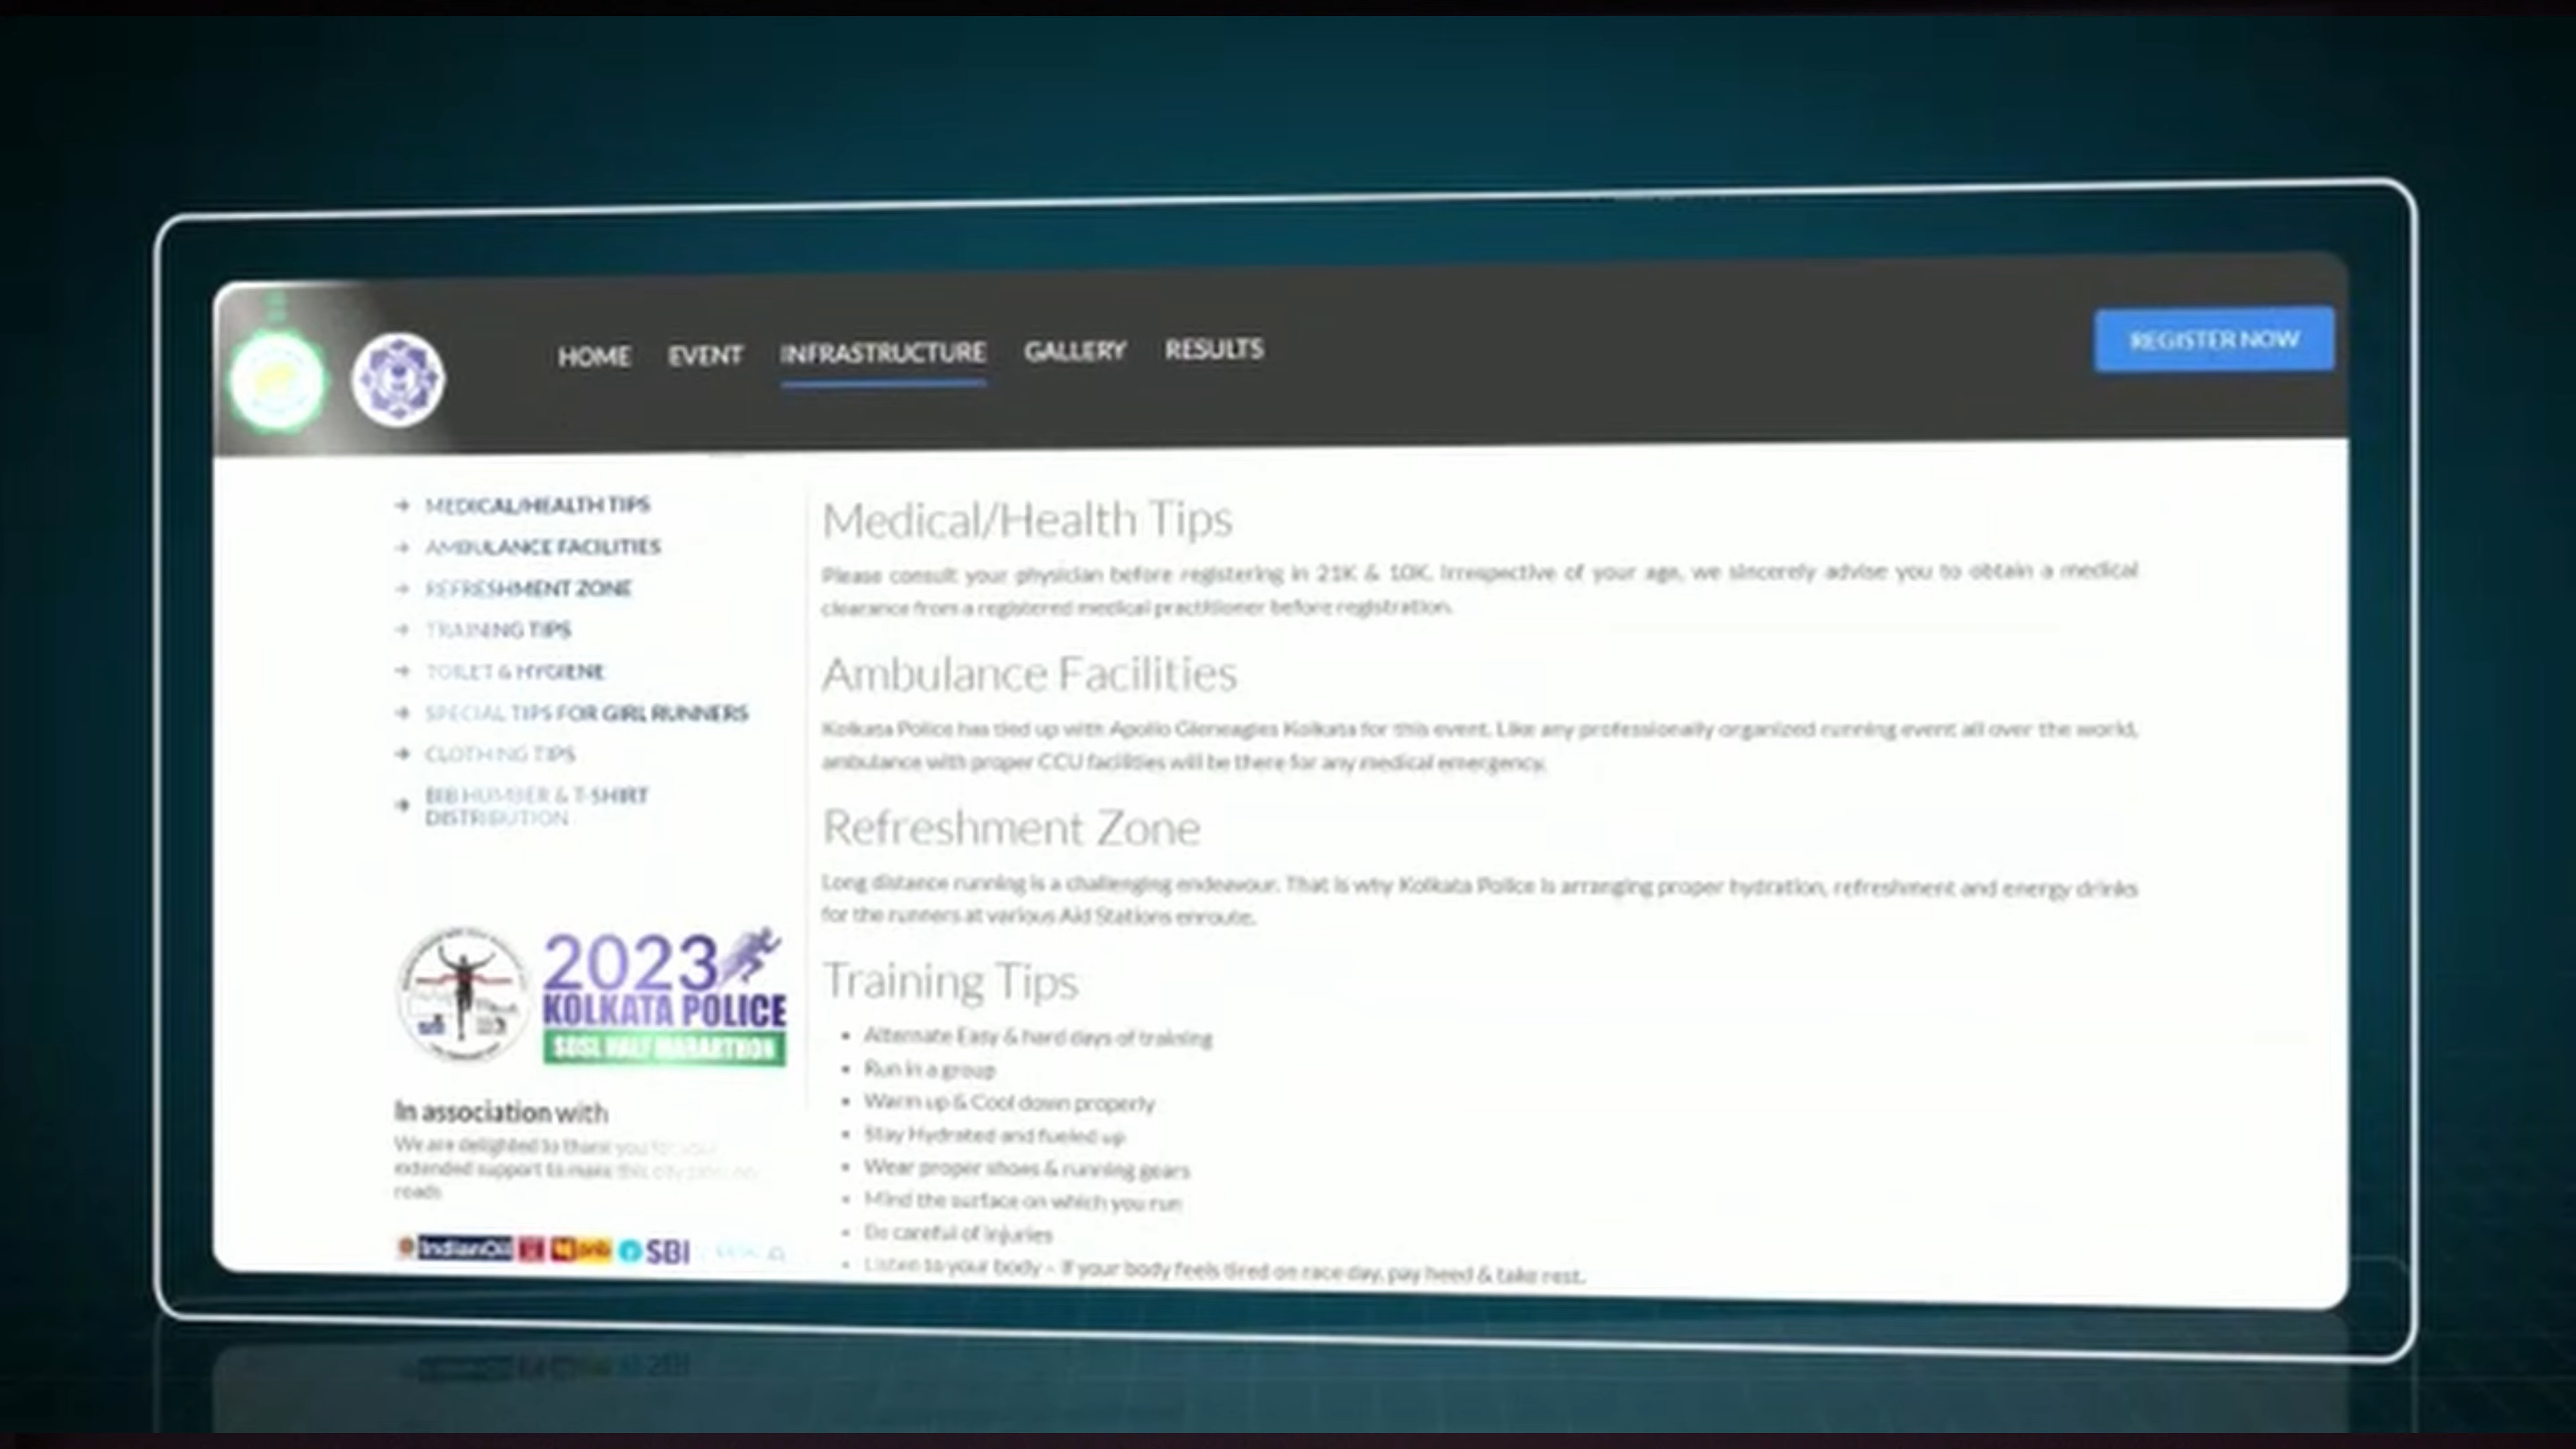 HOME EVENT INFRASTRUCTURE GALLERY RESULTS
REGISTER NOW
MEDICAL/HEALTH TIPS
AMBULANCE FACILITIES
REFRESHMENT ZONE
TRAINING TIPS
TOILET & HYGIENE
SPECIAL TIPS FOR GIRL RUNNERS
CLOTHING TIPS
BIB HUMBER & T-SHIRT
DISTRIBUTION
2023
KOLKATA POLICE
HALF MARARTHON
In association with
We are delighted to thank you for your
extended support to make this city
roads
IndianOil
SBI
Medical/Health Tips
Please consult your physician before registering in 21K & 10K. Irrespective of your age, we sincerely advise you to obtain a medical
clearance from a registered medical practitioner before registration.
Ambulance Facilities
Kolkata Police has tied up with Apollo Gleneagles Kolkata for this event. Like any professionally organized running event all over the world,
ambulance with proper CCU facilities will be there for any medical emergency.
Refreshment Zone
Long distance running is a challenging endeavour. That is why Kolkata Police is arranging proper hydration, refreshment and energy drinks
for the runners at various Aid Stations enroute.
Training Tips
• Alternate Easy & hard days of training
• Run in a group
• Warm up & Cool down properly
• Stay Hydrated and fueled up
• Wear proper shoes & running gears
• Mind the surface on which you run
• Be careful of injuries
• Listen to your body – if your body feels tired on race day, pay heed & take rest.